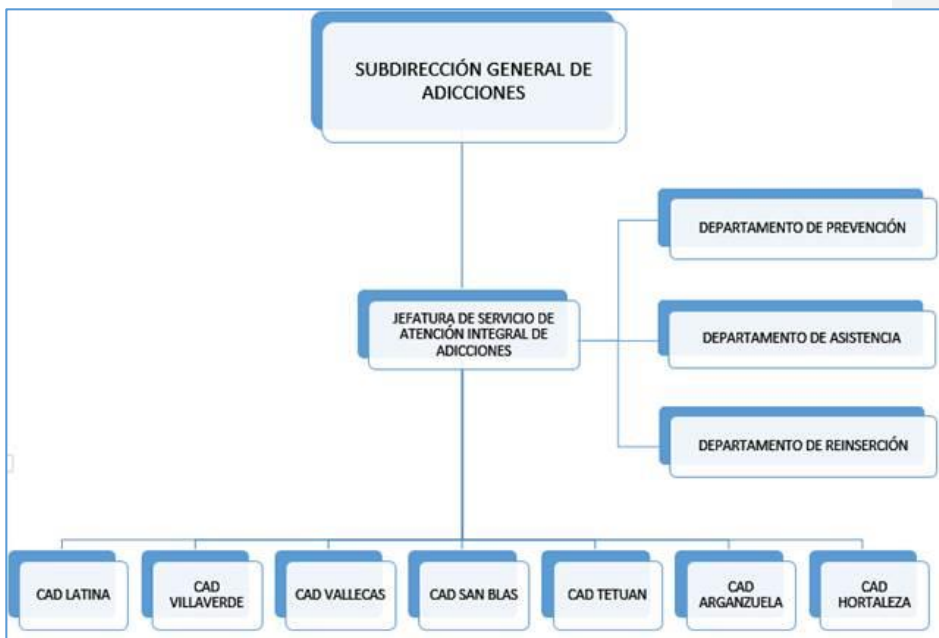 SUBDIRECCIÓN GENERAL DE
ADICCIONES
DEPARTAMENTO DE PREVENCIÓN
JEFATURA DE SERVICIO DE
ATENCIÓN INTEGRAL DE
ADICCIONES
DEPARTAMENTO DE ASISTENCIA
DEPARTAMENTO DE REINSERCIÓN
CAD LATINA
CAD
VILLAVERDE
CAD VALLECAS
CAD SAN BLAS
CAD TETUAN
CAD
ARGANZUELA
CAD
HORTALEZA